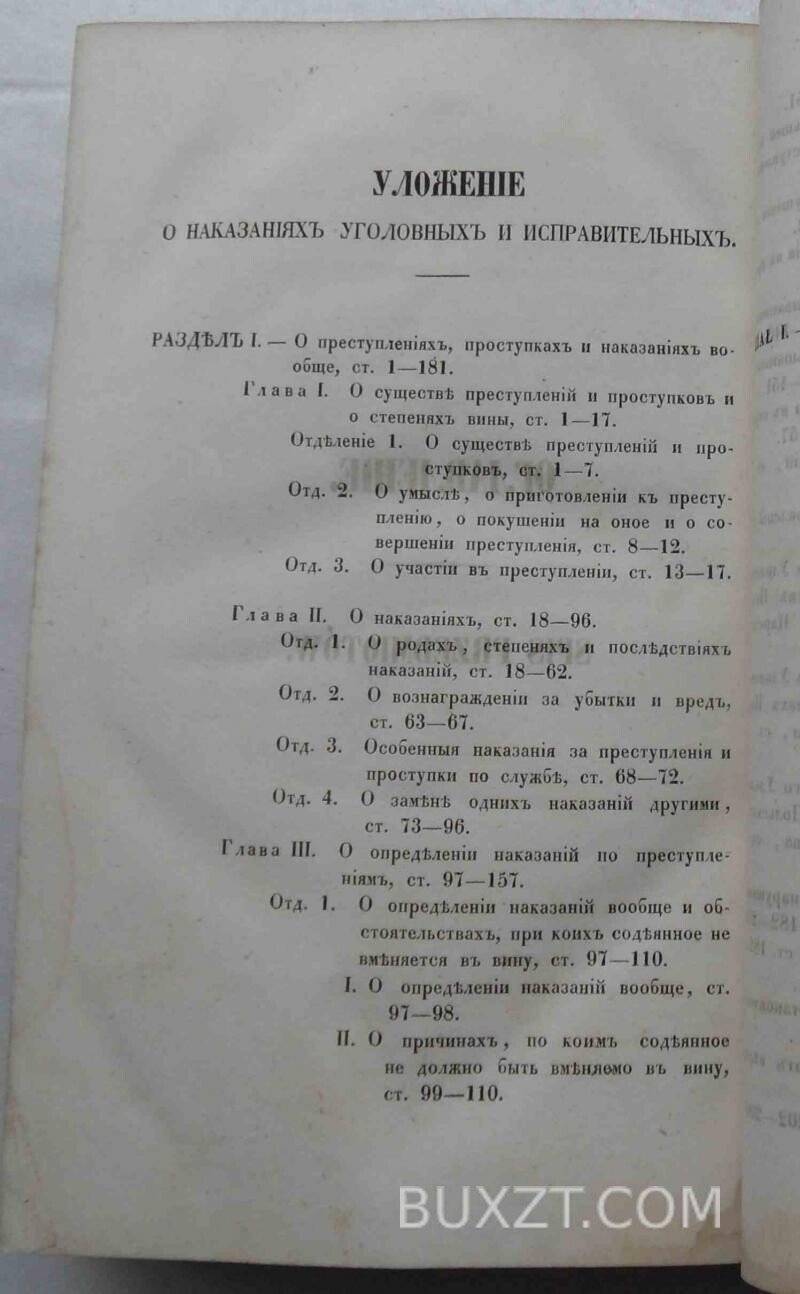 УЛОЖЕНІЕ
О НАКАЗАНІЯХЪ УГОЛОВНЫХЪ И ИСПРАВИТЕЛЬНЫХЪ.
РАЗДѢЛЪ I. — О преступленіяхъ, проступкахъ и наказаніяхъ во-
обще, ст. 1—181.
Глава I. О существѣ преступленій и проступковъ и
о степеняхъ вины, ст. 1—17.
Отдѣленіе 1. О существѣ преступленій и про-
ступковъ, ст. 1—7.
Отд. 2. О умыслѣ, о приготовленіи къ престу-
пленію, о покушеніи на оное и о со-
вершеніи преступленія, ст. 8—12.
Отд. 3. О участіи въ преступленіи, ст. 13—17.
Глава II. О наказаніяхъ, ст. 18—96.
Отд. 1. О родахъ, степеняхъ и послѣдствіяхъ
наказаній, ст. 18—62.
Отд. 2. О вознагражденіи за убытки и вредъ,
ст. 63—67.
Отд. 3. Особенныя наказанія за преступленія и
проступки по службѣ, ст. 68—72.
Отд. 4. О замѣнѣ однихъ наказаній другими,
ст. 73—96.
Глава III. О опредѣленіи наказаній по преступле-
ніямъ, ст. 97—157.
Отд. 1. О опредѣленіи наказаній вообще и об-
стоятельствахъ, при коихъ содѣянное не
вмѣняется въ вину, ст. 97—110.
I. О опредѣленіи наказаній вообще, ст.
97—98.
II. О причинахъ, по коимъ содѣянное
не должно быть вмѣняемо въ вину,
ст. 99—110.
BUXZT.COM